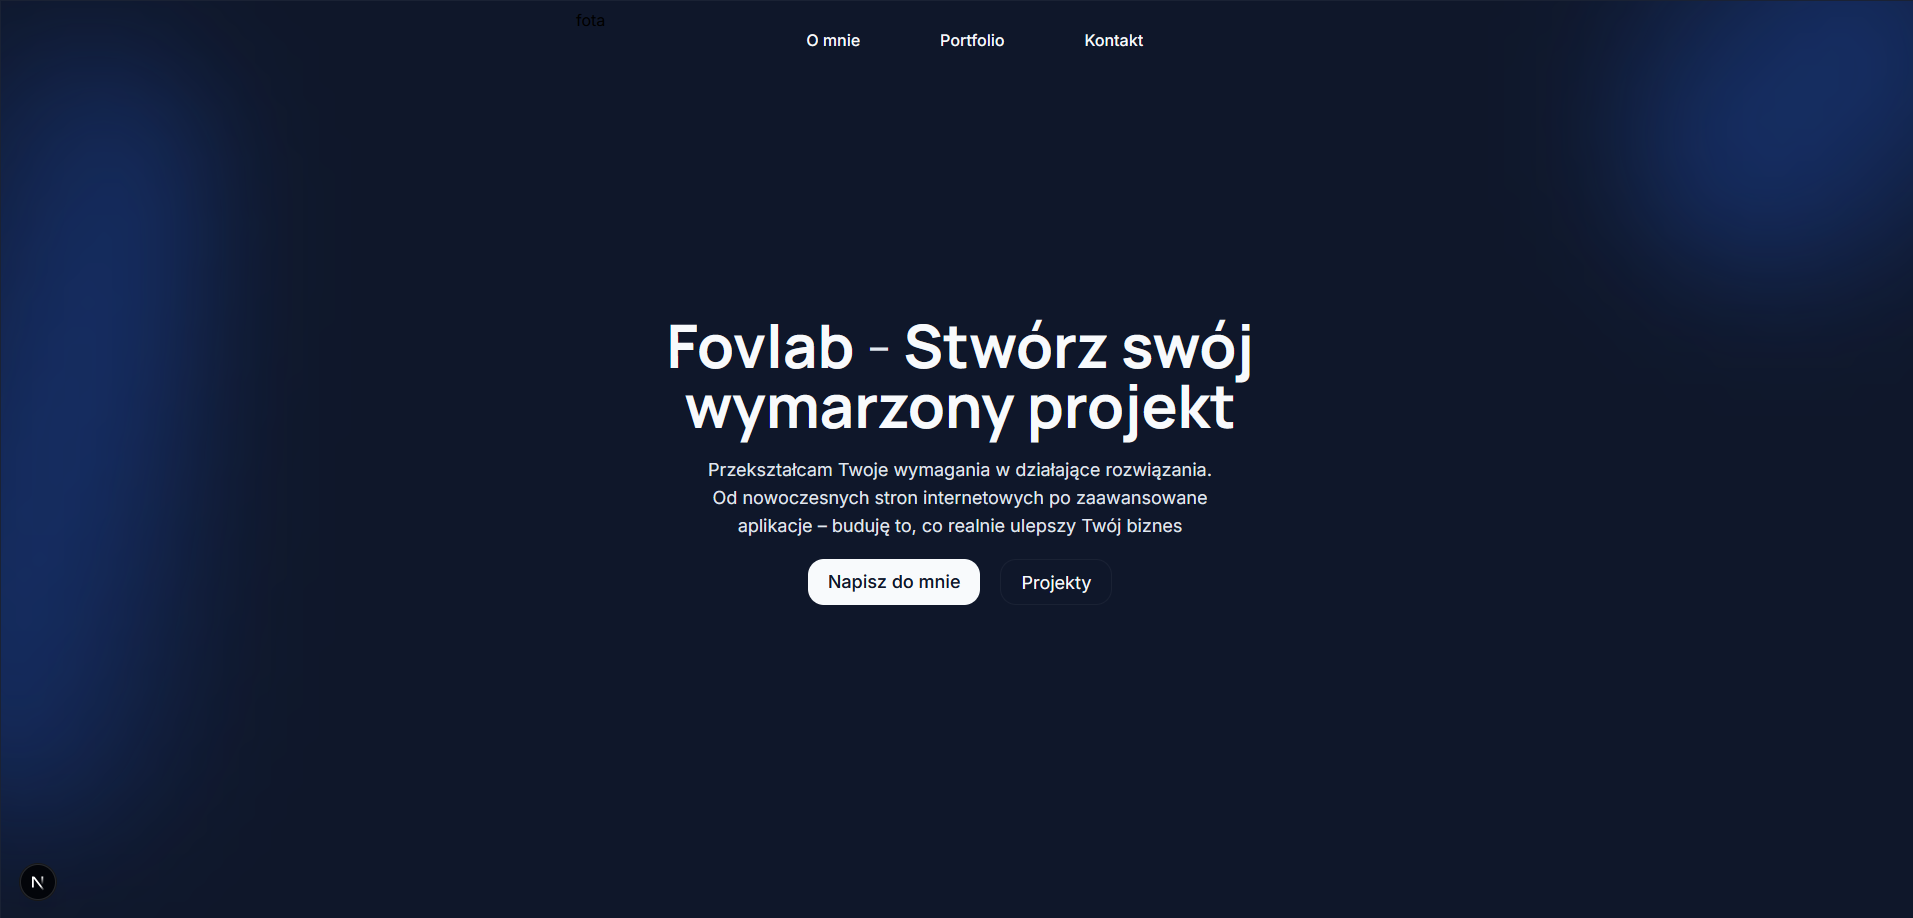 fota
O mnie
Portfolio
Kontakt
Fovlab - Stwórz swój
wymarzony projekt
Przekształcam Twoje wymagania w działające rozwiązania.
Od nowoczesnych stron internetowych po zaawansowane
aplikacje – buduję to, co realnie ulepszy Twój biznes
Napisz do mnie
Projekty
N